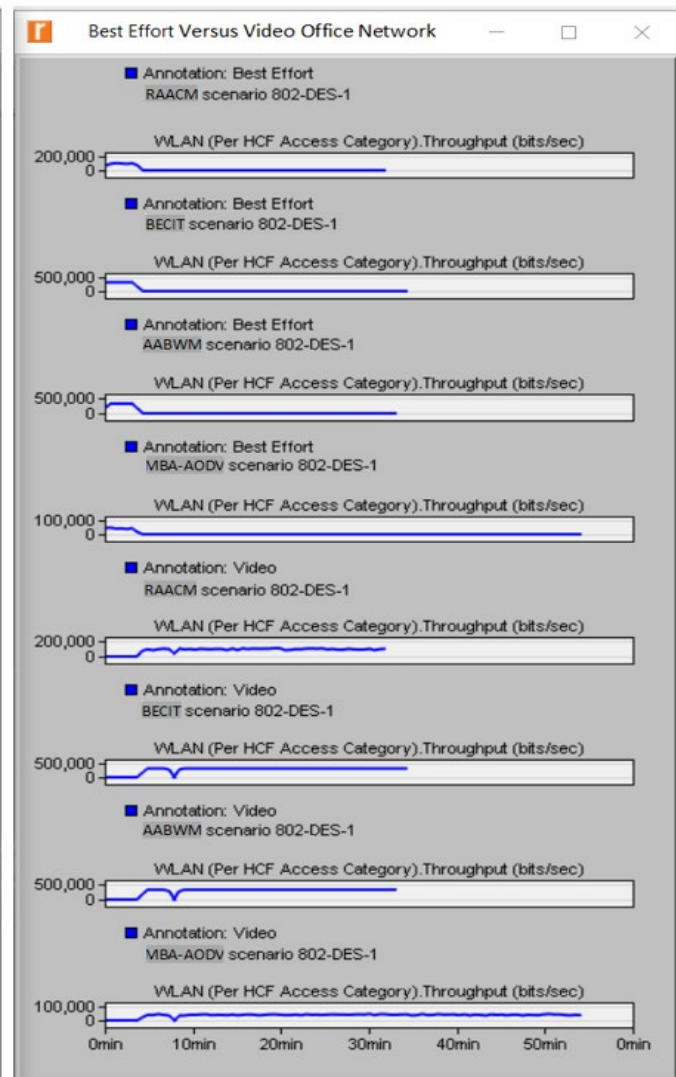 Best Effort Versus Video Office Network
Annotation: Best Effort
RAACM scenario 802-DES-1
WLAN (Per HCF Access Category).Throughput (bits/sec)
200,000
0
Annotation: Best Effort
BECIT scenario 802-DES-1
WLAN (Per HCF Access Category).Throughput (bits/sec)
500,000
0
Annotation: Best Effort
AABWM scenario 802-DES-1
WLAN (Per HCF Access Category).Throughput (bits/sec)
500,000
0
Annotation: Best Effort
MBA-AODV scenario 802-DES-1
WLAN (Per HCF Access Category).Throughput (bits/sec)
100,000
0
Annotation: Video
RAACM scenario 802-DES-1
WLAN (Per HCF Access Category).Throughput (bits/sec)
200,000
0
Annotation: Video
BECIT scenario 802-DES-1
WLAN (Per HCF Access Category).Throughput (bits/sec)
500,000
0
Annotation: Video
AABWM scenario 802-DES-1
WLAN (Per HCF Access Category).Throughput (bits/sec)
500,000
0
Annotation: Video
MBA-AODV scenario 802-DES-1
WLAN (Per HCF Access Category).Throughput (bits/sec)
100,000
0
0min 10min 20min 30min 40min 50min 0min